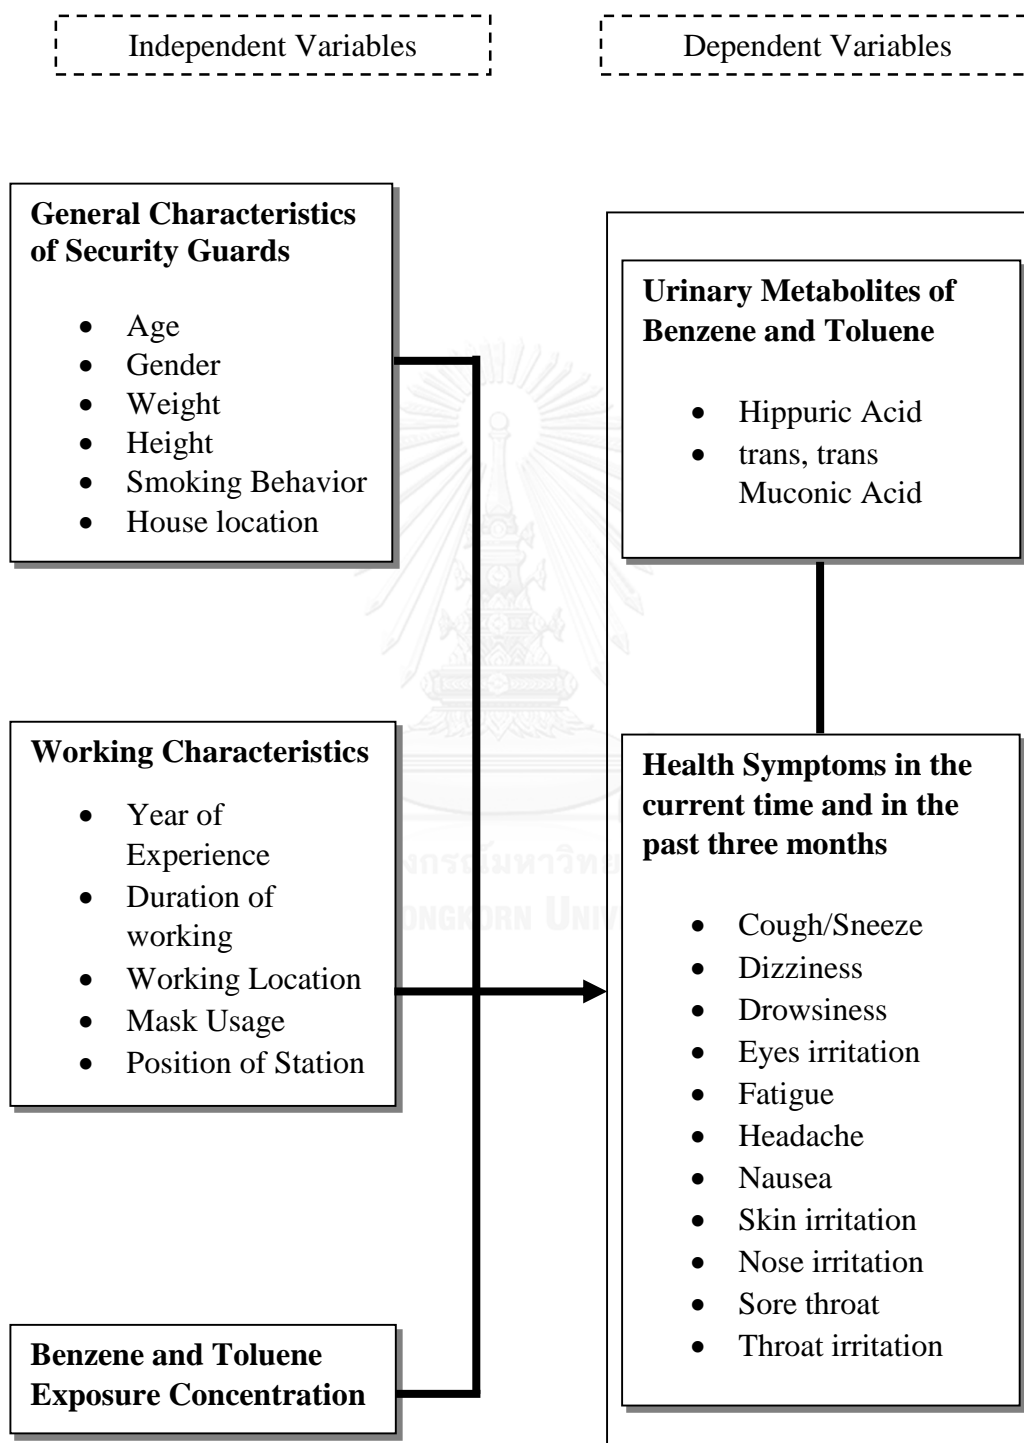 Independent Variables
Dependent Variables
General Characteristics
of Security Guards
• Age
• Gender
• Weight
• Height
• Smoking Behavior
• House location
Working Characteristics
• Year of
Experience
• Duration of
working
• Working Location
• Mask Usage
• Position of Station
Benzene and Toluene
Exposure Concentration
Urinary Metabolites of
Benzene and Toluene
• Hippuric Acid
• trans, trans
Muconic Acid
Health Symptoms in the
current time and in the
past three months
• Cough/Sneeze
• Dizziness
• Drowsiness
• Eyes irritation
• Fatigue
• Headache
• Nausea
• Skin irritation
• Nose irritation
• Sore throat
• Throat irritation